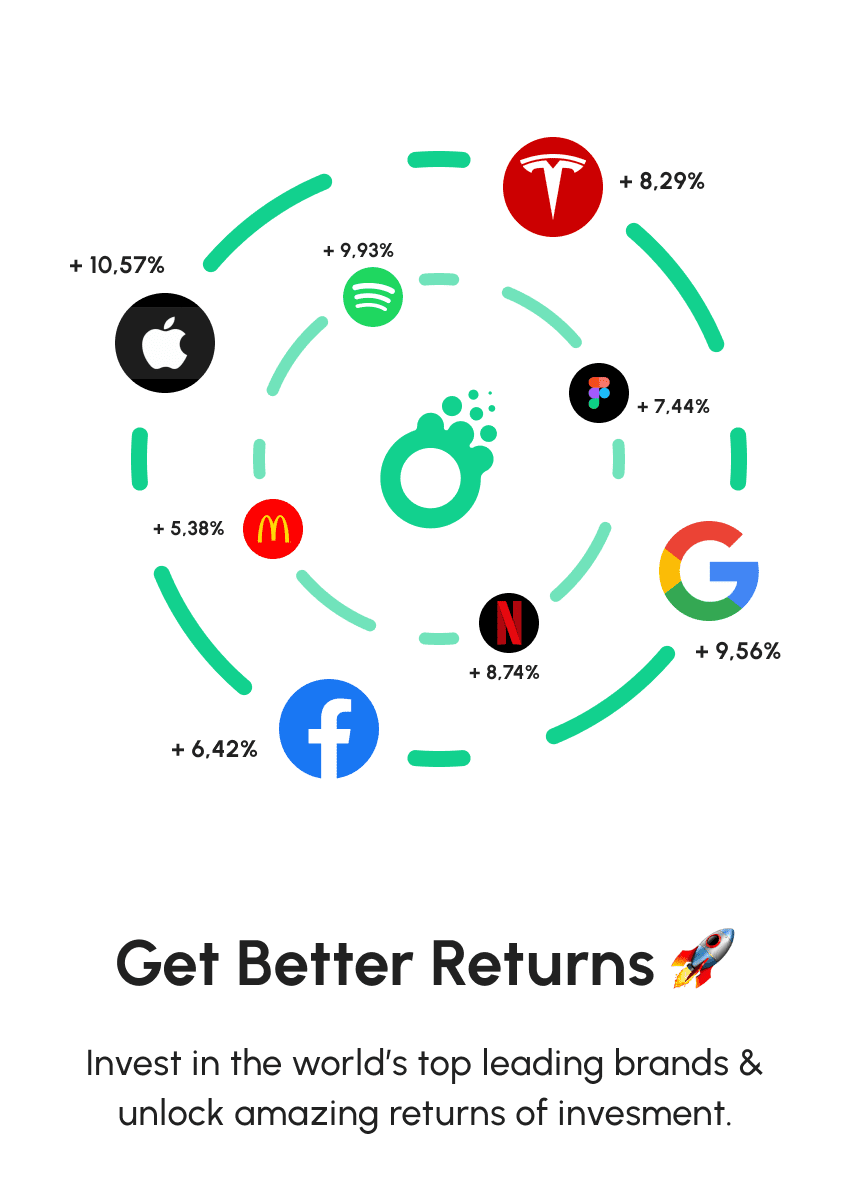 + 8,29%
+ 9,93%
+ 10,57%
+ 7,44%
+ 5,38%
+ 9,56%
+ 8,74%
+ 6,42%
Get Better Returns 🚀
Invest in the world's top leading brands &
unlock amazing returns of invesment.